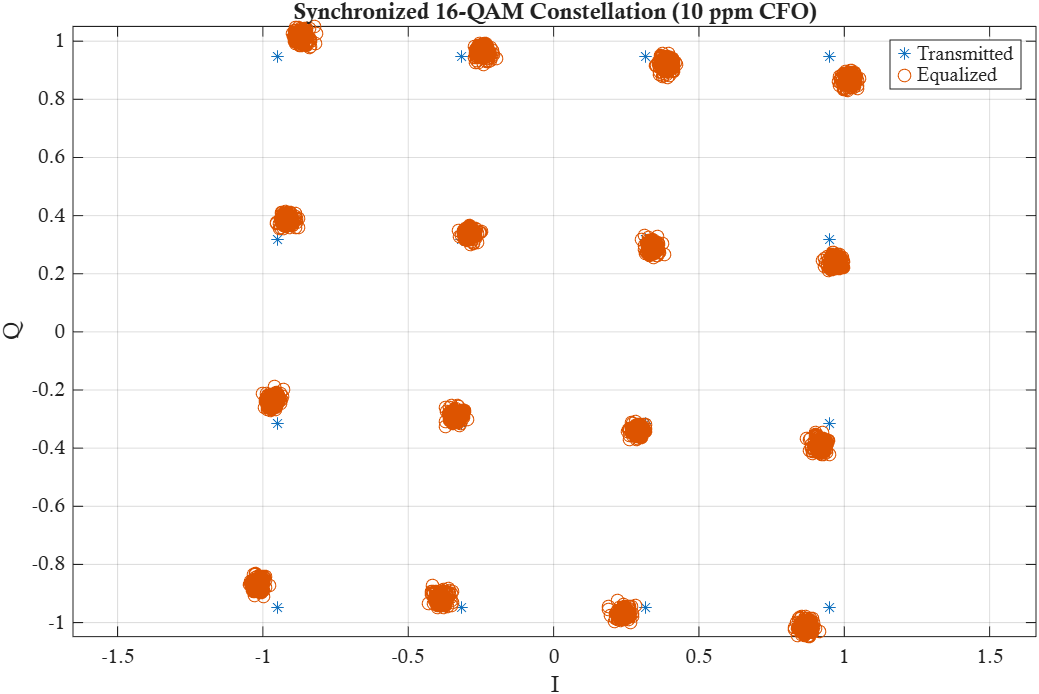 Synchronized 16-QAM Constellation (10 ppm CFO)
Transmitted
Equalized
1
0.8
0.6
0.4
0.2
0
-0.2
-0.4
-0.6
-0.8
-1
Q
-1.5 -1 -0.5 0 0.5 1 1.5
I